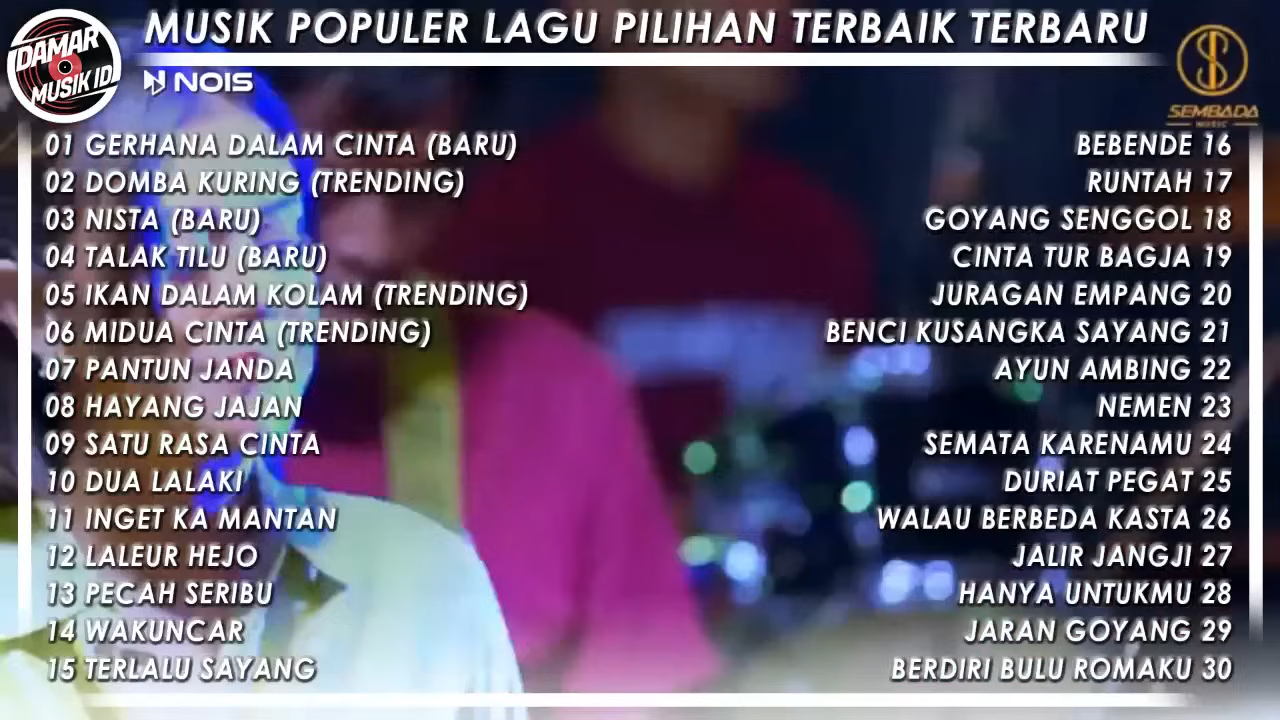 DAMAR
MUSIK ID
MUSIK POPULER LAGU PILIHAN TERBAIK TERBARU
NOIS
SEMBADA
MUSIC
01 GERHANA DALAM CINTA (BARU)
02 DOMBA KURING (TRENDING)
03 NISTA (BARU)
04 TALAK TILU (BARU)
05 IKAN DALAM KOLAM (TRENDING)
06 MIDUA CINTA (TRENDING)
07 PANTUN JANDA
08 HAYANG JAJAN
09 SATU RASA CINTA
10 DUA LALAKI
11 INGET KA MANTAN
12 LALEUR HEJO
13 PECAH SERIBU
14 WAKUNCAR
15 TERLALU SAYANG
BEBENDE 16
RUNTAH 17
GOYANG SENGGOL 18
CINTA TUR BAGJA 19
JURAGAN EMPANG 20
BENCI KUSANGKA SAYANG 21
AYUN AMBING 22
NEMEN 23
SEMATA KARENAMU 24
DURIAT PEGAT 25
WALAU BERBEDA KASTA 26
JALIR JANGJI 27
HANYA UNTUKMU 28
JARAN GOYANG 29
BERDIRI BULU ROMAKU 30